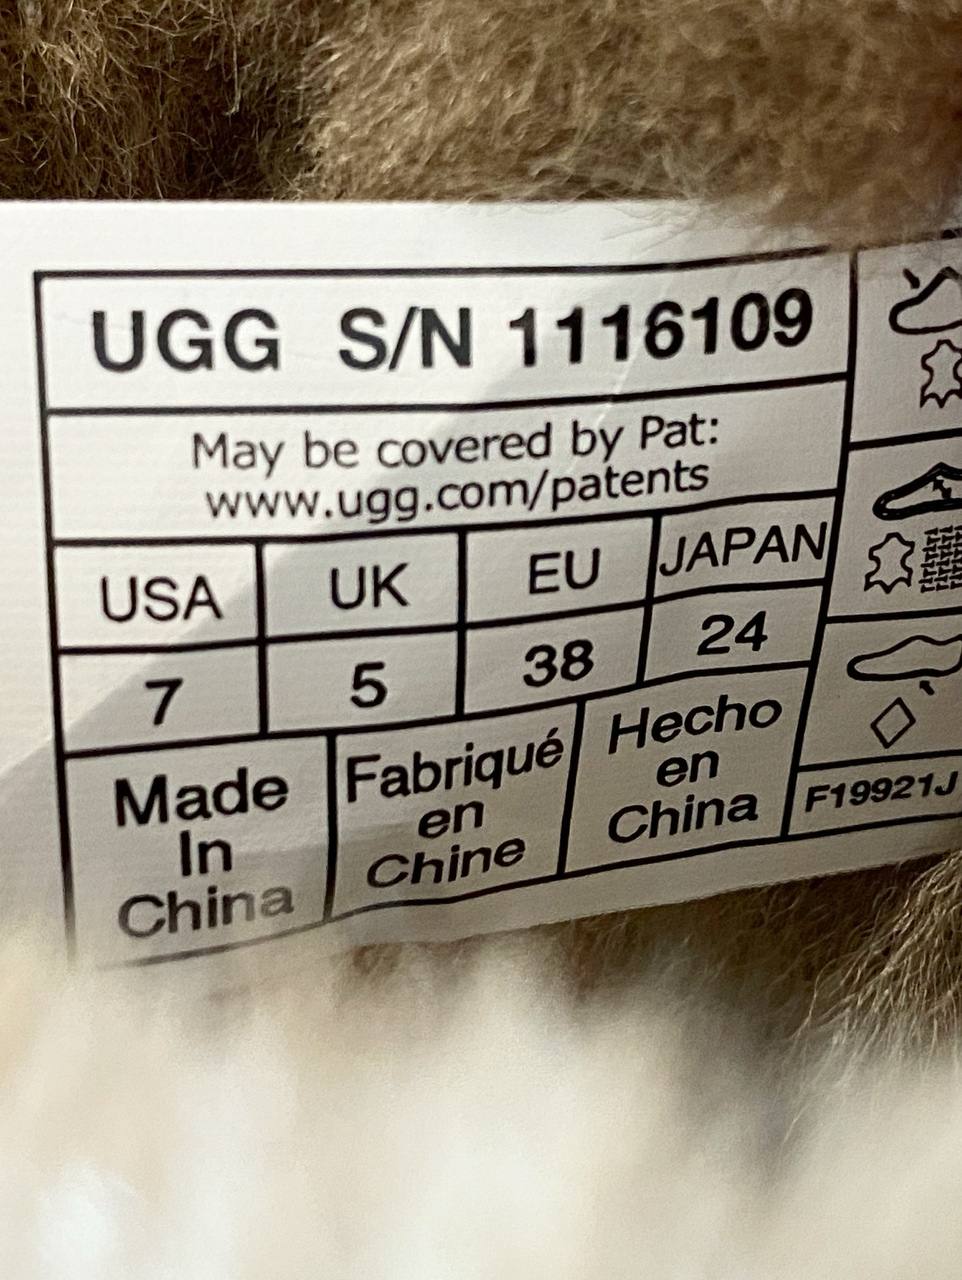 UGG S/N 1116109
May be covered by Pat:
www.ugg.com/patents
USA UK EU JAPAN
7 5 38 24
Made
In
China
Fabriqué
en
Chine
Hecho
en
China
F19921J